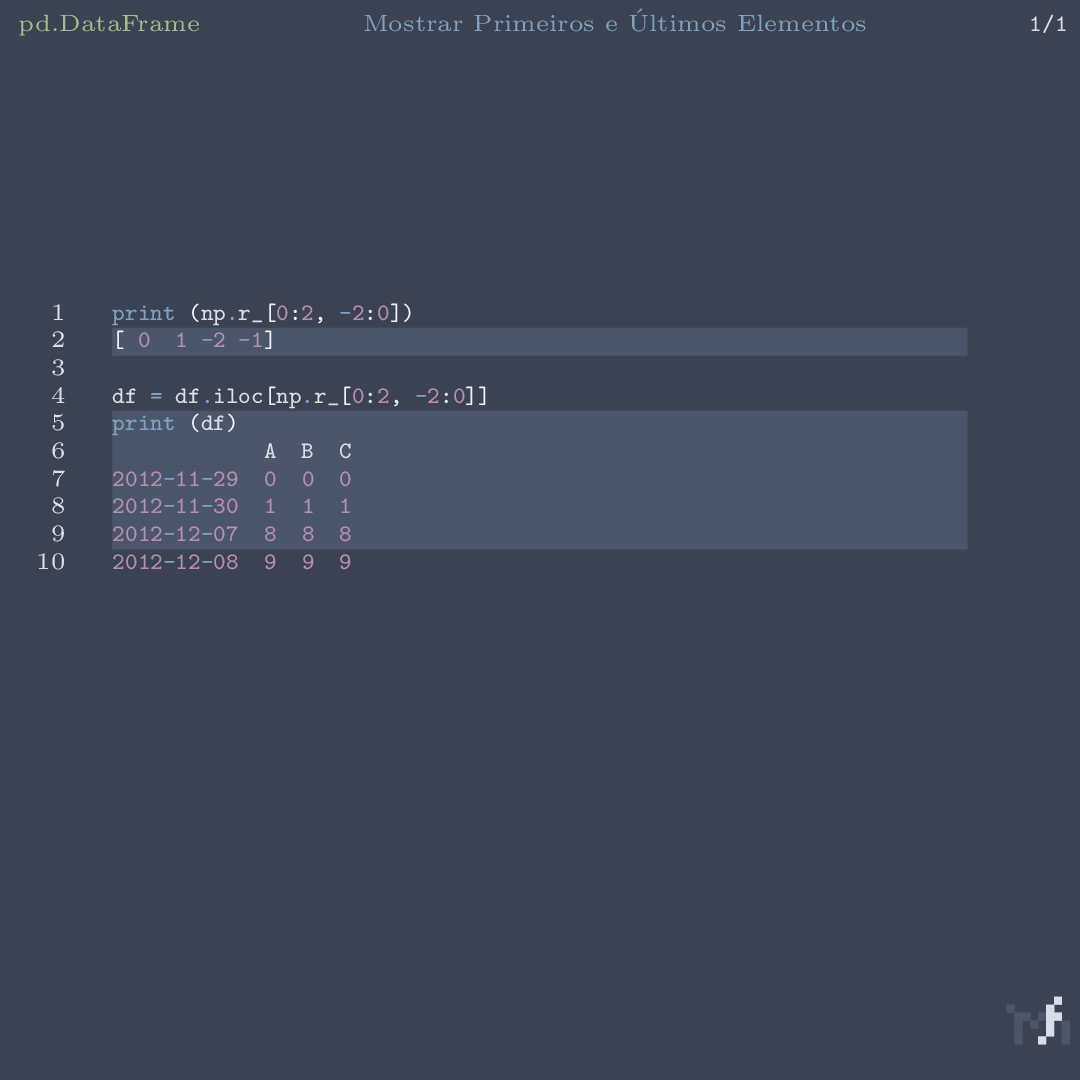 pd.DataFrame Mostrar Primeiros e Últimos Elementos 1/1
1 print (np.r_[0:2, -2:0])
2 [ 0  1 -2 -1]
3
4 df = df.iloc[np.r_[0:2, -2:0]]
5 print (df)
6             A  B  C
7 2012-11-29  0  0  0
8 2012-11-30  1  1  1
9 2012-12-07  8  8  8
10 2012-12-08  9  9  9